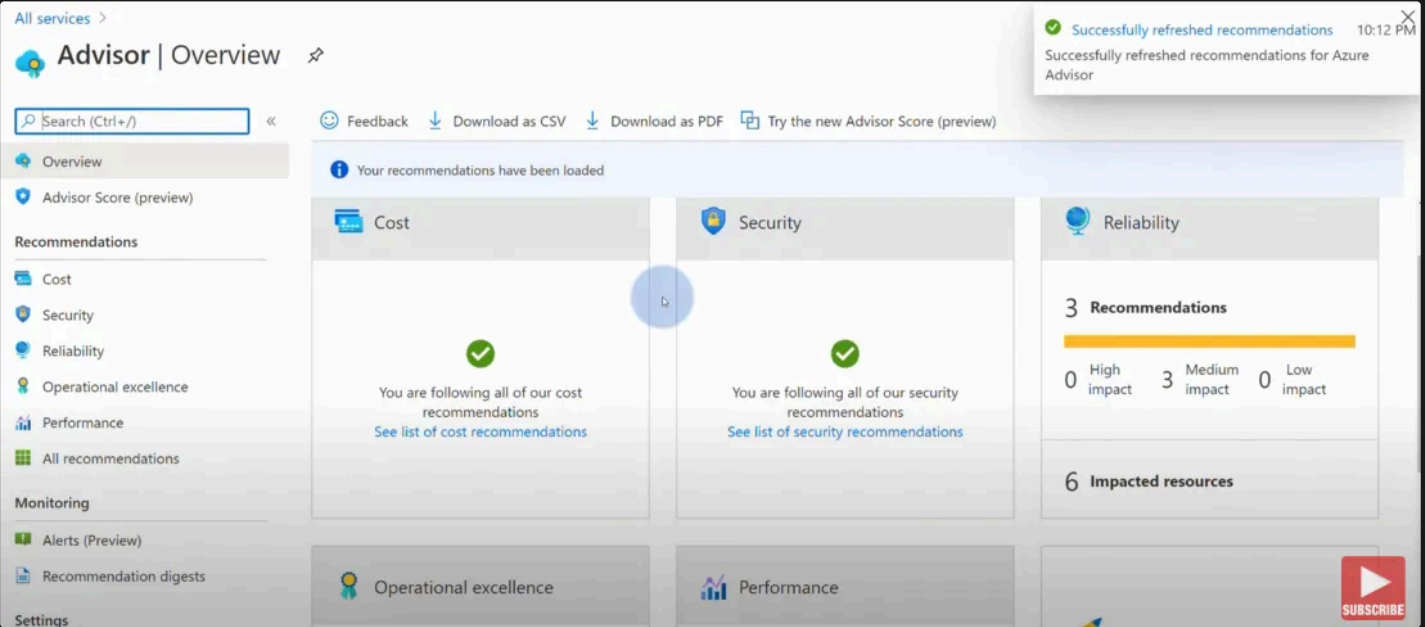 All services >
Successfully refreshed recommendations 10:12 PM
Successfully refreshed recommendations for Azure
Advisor
Advisor | Overview
Search (Ctrl+/)
«
Feedback
Download as CSV
Download as PDF
Try the new Advisor Score (preview)
Overview
Advisor Score (preview)
Recommendations
Cost
Security
Reliability
Operational excellence
Performance
All recommendations
Monitoring
Alerts (Preview)
Recommendation digests
Settings
Your recommendations have been loaded
Cost
You are following all of our cost
recommendations
See list of cost recommendations
Security
You are following all of our security
recommendations
See list of security recommendations
Reliability
3 Recommendations
0 High
impact
3 Medium
impact
0 Low
impact
6 Impacted resources
Operational excellence
Performance
SUBSCRIBE